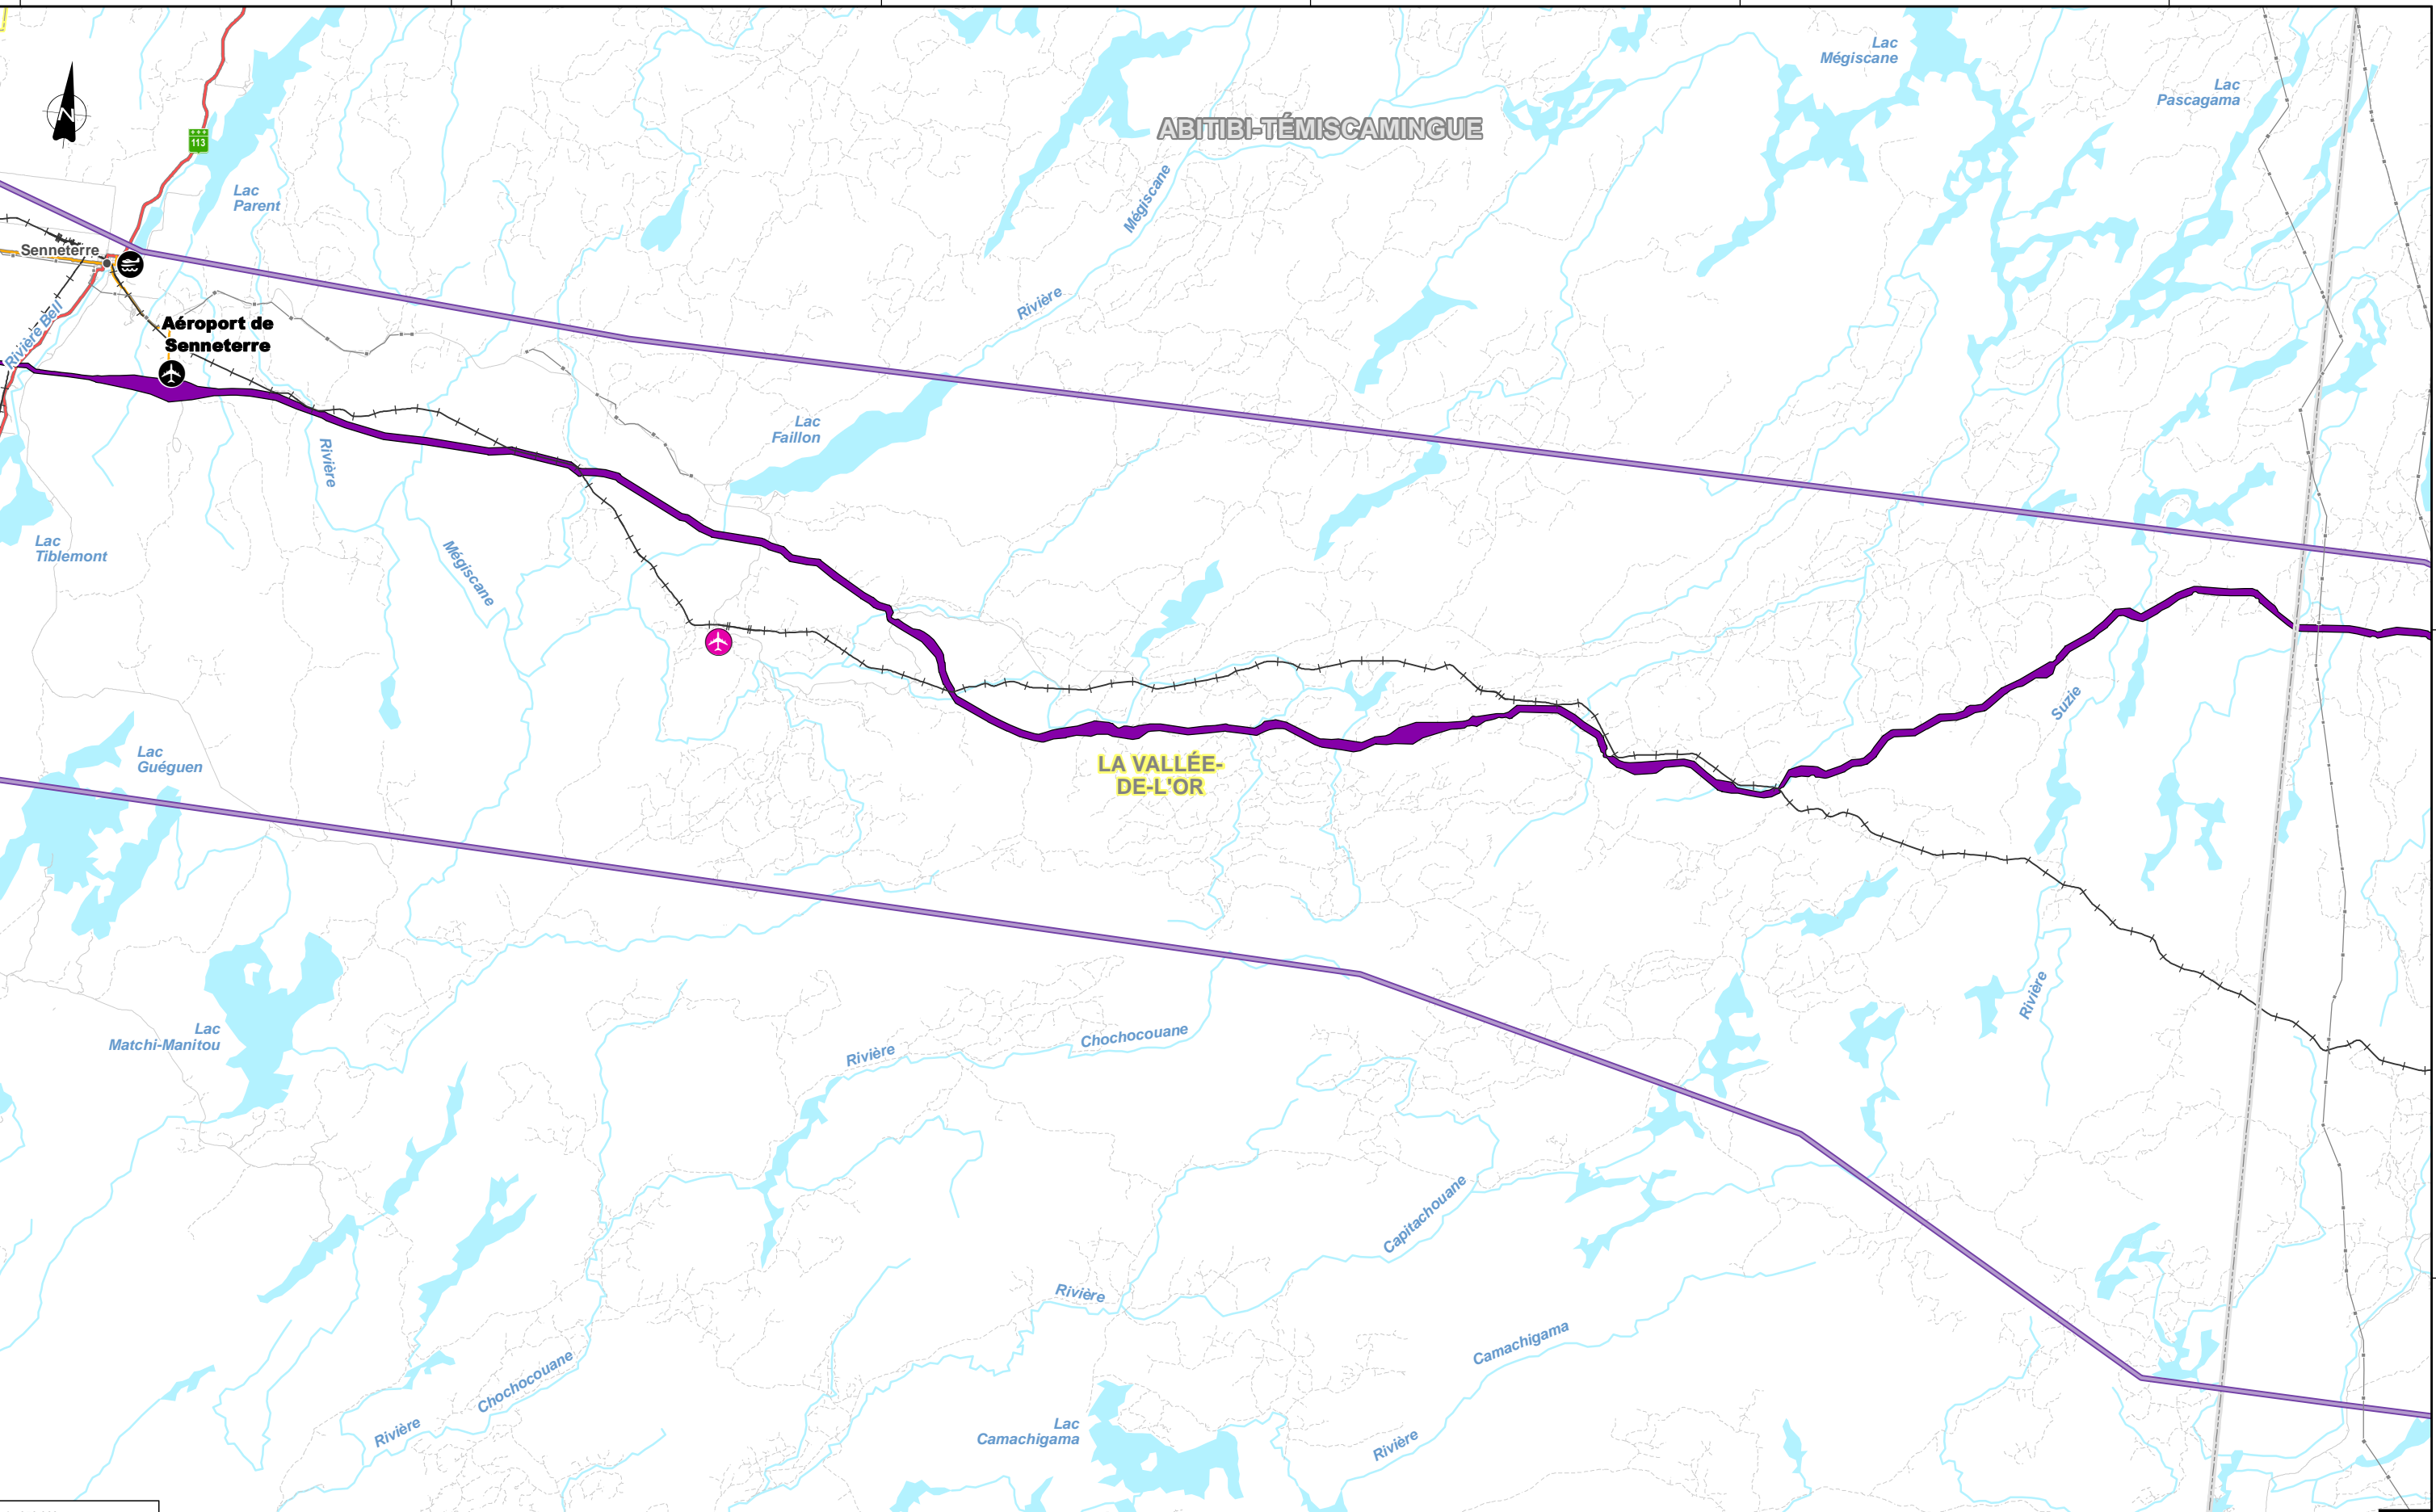 Lac
Mégiscane
Lac
Pascagama
N
113
ABITIBI-TÉMISCAMINGUE
Lac
Parent
Mégiscane
Senneterre
Rivière
Rivière Bell
Aéroport de
Senneterre
Lac
Faillon
Rivière
Lac
Tiblemont
Mégiscane
Suzie
Lac
Guéguen
LA VALLÉE-
DE-L'OR
Rivière
Lac
Matchi-Manitou
Rivière
Chochocouane
Capitachouane
Rivière
Camachigama
Chochocouane
Rivière
Lac
Camachigama
Rivière